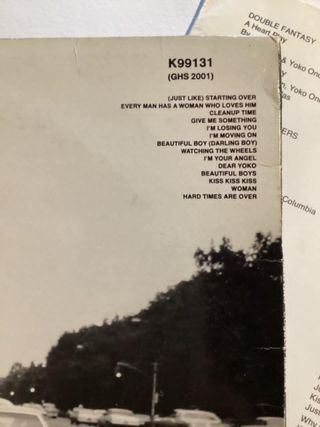 K99131
(GHS 2001)
(JUST LIKE) STARTING OVER
EVERY MAN HAS A WOMAN WHO LOVES HIM
CLEANUP TIME
GIVE ME SOMETHING
I'M LOSING YOU
I'M MOVING ON
BEAUTIFUL BOY (DARLING BOY)
WATCHING THE WHEELS
I'M YOUR ANGEL
DEAR YOKO
BEAUTIFUL BOYS
KISS KISS KISS
WOMAN
HARD TIMES ARE OVER
DOUBLE FANTASY
A Heart
By
& Yoko Ono
Yoko Ono
Columbia
Why